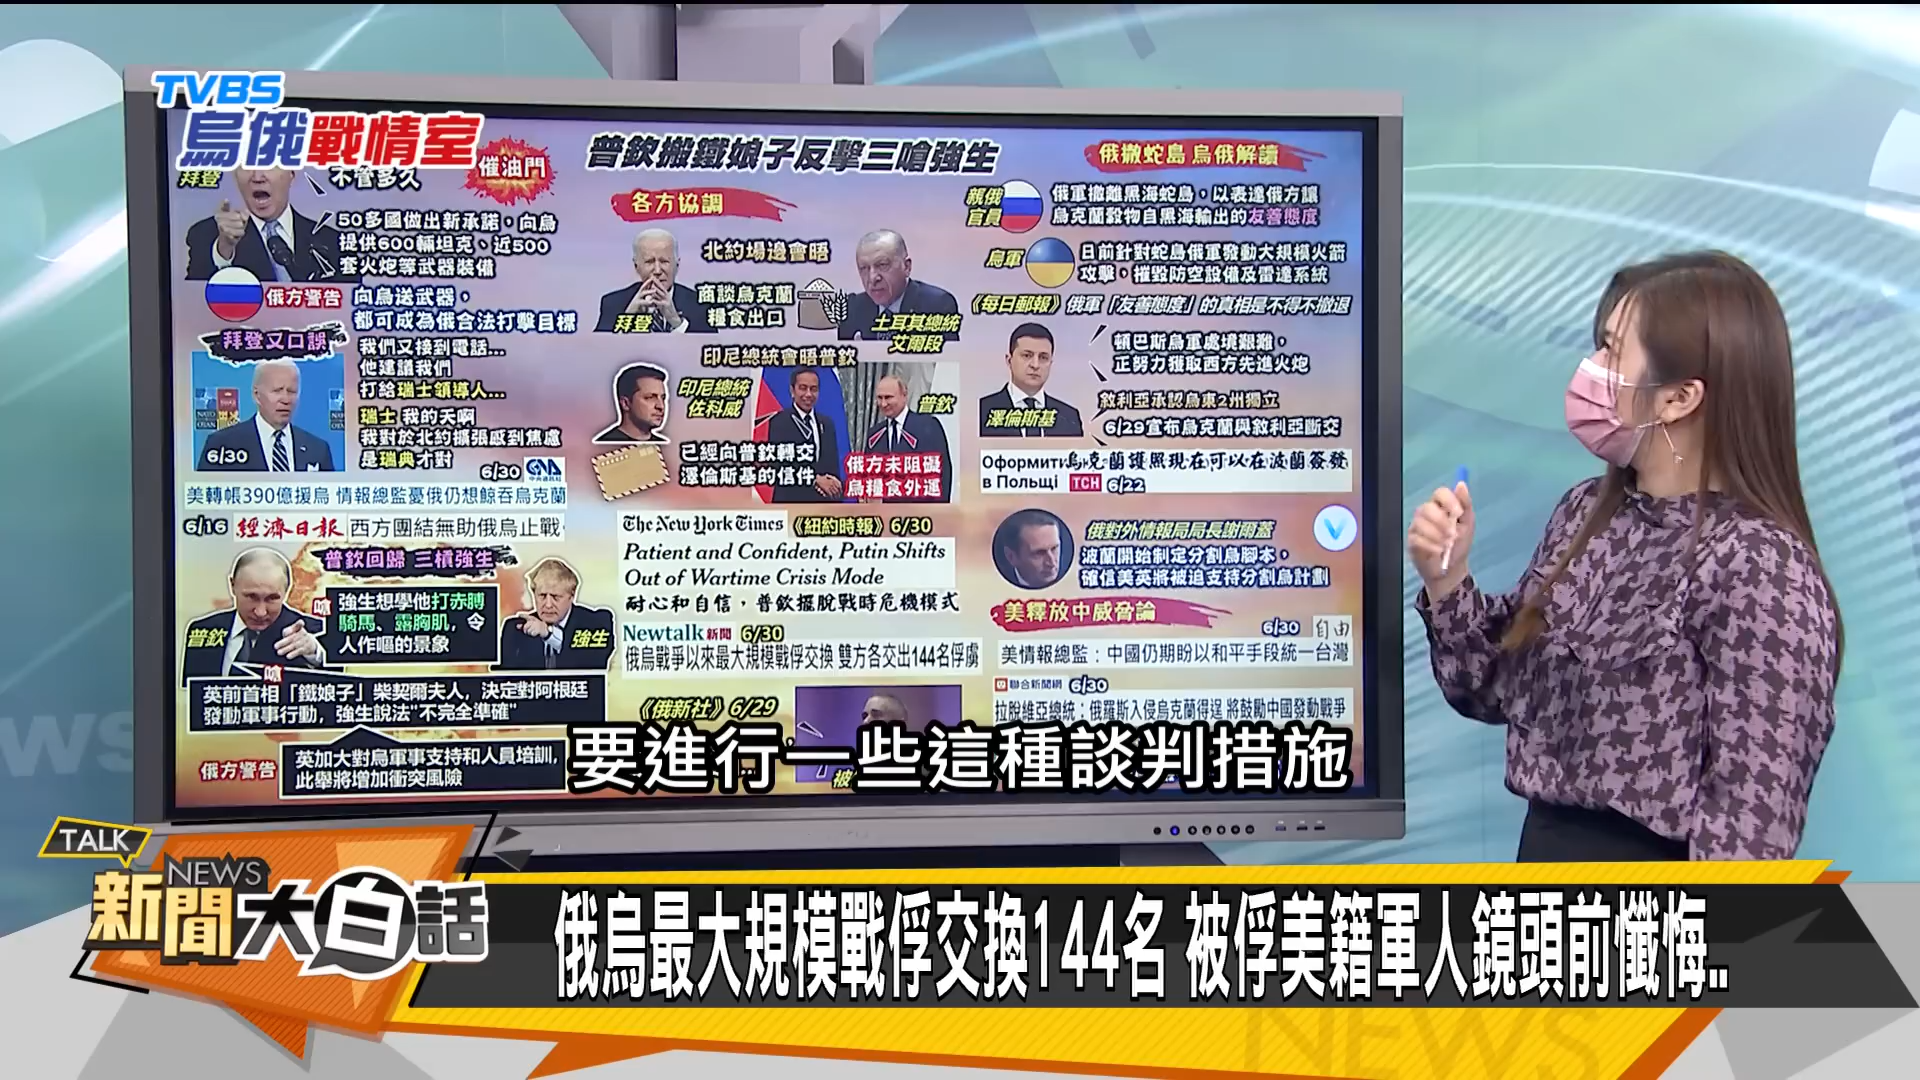 TVBS
烏俄戰情室
拜登
不管多久
催油門
50多國做出新承諾，向烏
提供600輛坦克、近500
套火炮等武器裝備
俄方警告
向烏送武器，
都可成為俄合法打擊目標
拜登又口誤
我們又接到電話...
他建議我們
打給瑞士領導人...
瑞士 我的天啊
我對於北約擴張感到焦慮
是瑞典才對
6/30
6/30 CNA
中央通訊社
美轉帳390億援烏 情報總監憂俄仍想鯨吞烏克蘭
6/16 經濟日報 西方團結無助俄烏止戰
普欽回歸 三槓強生
普欽
嗆
強生想學他打赤膊
騎馬、露胸肌，令
人作嘔的景象
強生
嗆
英前首相「鐵娘子」柴契爾夫人，決定對阿根廷
發動軍事行動，強生說法"不完全準確"
俄方警告
英加大對烏軍事支持和人員培訓，
此舉將增加衝突風險
普欽搬鐵娘子反擊三嗆強生
各方協調
北約場邊會晤
商談烏克蘭
糧食出口
拜登
土耳其總統
艾爾段
印尼總統會晤普欽
印尼總統
佐科威
普欽
已經向普欽轉交
澤倫斯基的信件
俄方未阻礙
烏糧食外運
The New York Times 《紐約時報》6/30
Patient and Confident, Putin Shifts
Out of Wartime Crisis Mode
耐心和自信，普欽擺脫戰時危機模式
Newtalk 新聞 6/30
俄烏戰爭以來最大規模戰俘交換 雙方各交出144名俘虜
《俄新社》6/29
被
俄撤蛇島 烏俄解讀
親俄
官員
俄軍撤離黑海蛇島，以表達俄方讓
烏克蘭穀物自黑海輸出的友善態度
烏軍
日前針對蛇島俄軍發動大規模火箭
攻擊，摧毀防空設備及雷達系統
《每日郵報》俄軍「友善態度」的真相是不得不撤退
頓巴斯烏軍處境艱難，
正努力獲取西方先進火炮
澤倫斯基
敘利亞承認烏東2州獨立
6/29宣布烏克蘭與敘利亞斷交
烏克蘭護照現在可以在波蘭簽發
в Польщі ТСН 6/22
俄對外情報局局長謝爾蓋
波蘭開始制定分割烏腳本，
確信美英將被迫支持分割烏計劃
美釋放中威脅論
6/30 自由
美情報總監：中國仍期盼以和平手段統一台灣
聯合新聞網 6/30
拉脫維亞總統：俄羅斯入侵烏克蘭得逞 將鼓勵中國發動戰爭
要進行一些這種談判措施
TALK
NEWS
新聞大白話
俄烏最大規模戰俘交換144名 被俘美籍軍人鏡頭前懺悔..
NEWS